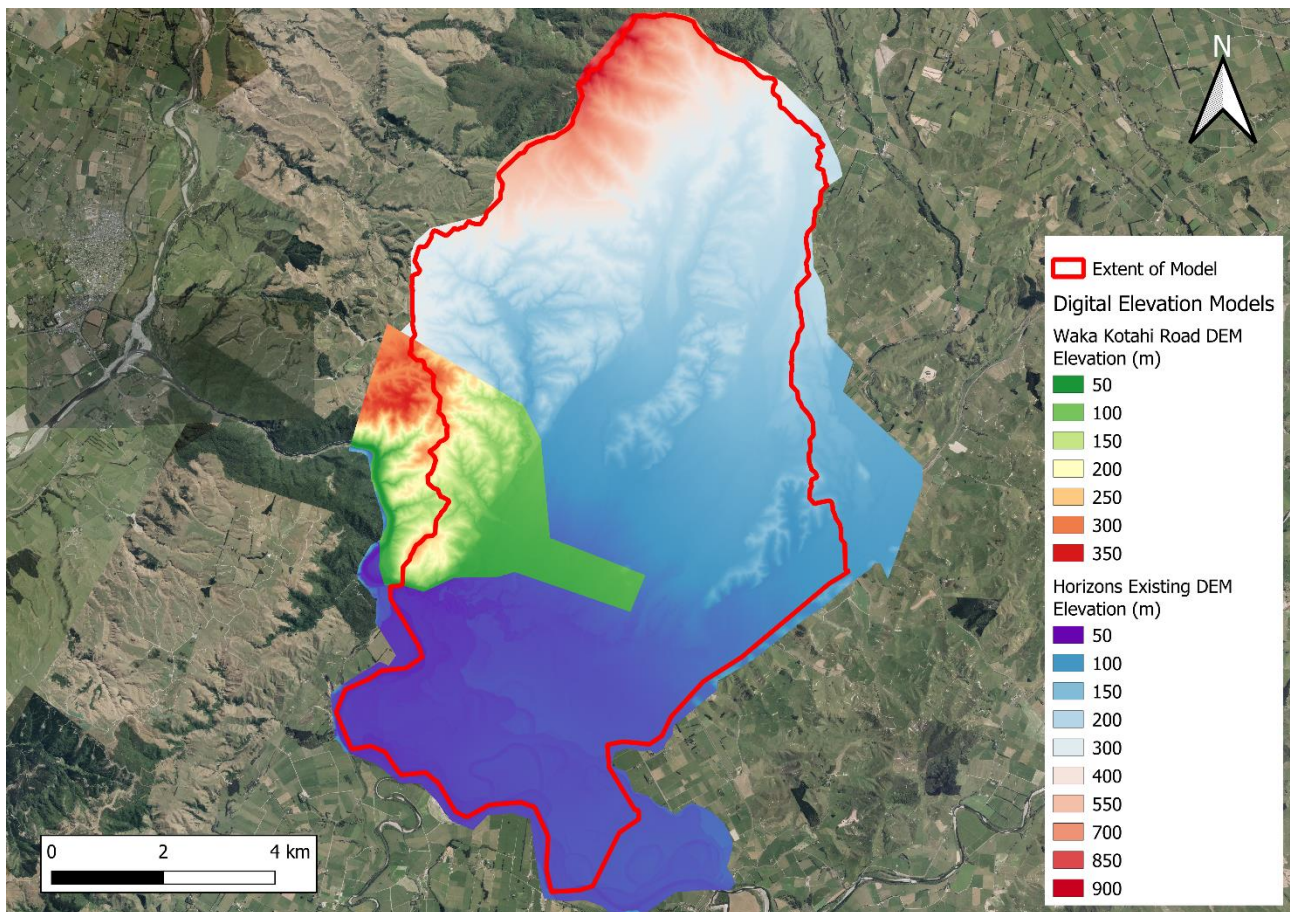 N
Extent of Model
Digital Elevation Models
Waka Kotahi Road DEM
Elevation (m)
50
100
150
200
250
300
350
Horizons Existing DEM
Elevation (m)
50
100
150
200
300
400
550
700
850
900
0 2 4 km